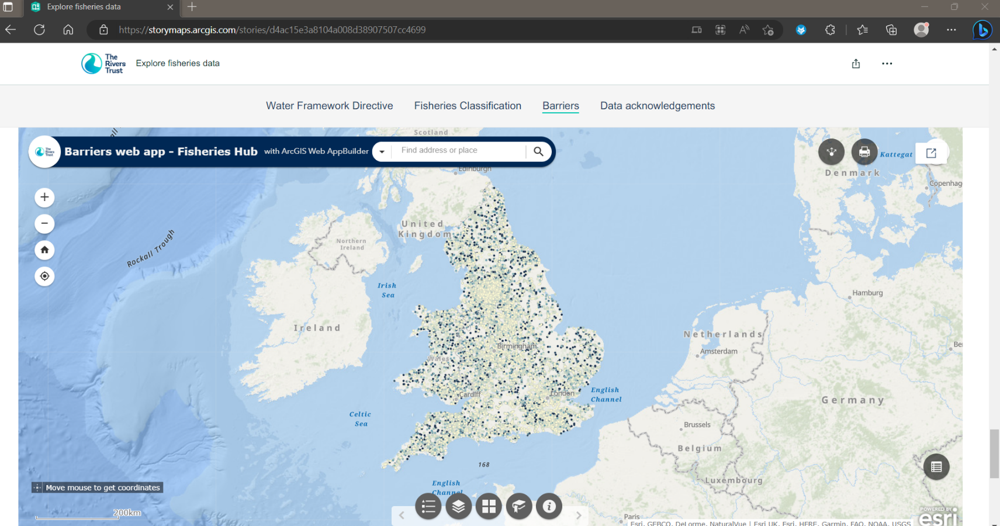 Explore fisheries data
https://storymaps.arcgis.com/stories/d4ac15e3a8104a008d38907507cc4699
The
Rivers
Trust
Explore fisheries data
Water Framework Directive
Fisheries Classification
Barriers
Data acknowledgements
Scotland
The
Rivers
Trust
Barriers web app - Fisheries Hub
with ArcGIS Web AppBuilder
Find address or place
Kattegat
Denmark
Edinburgh
Copenhag
United
Kingdom
Rockall Trough
Northern
Ireland
Irish
Sea
Hamburg
Ireland
Netherlands
Birmingham
Be
Amsterdam
Wales
English
Channel
Cardiff
London
Germany
Celtic
Sea
Brussels
Belgium
168
Luxembourg
English
Channel
Move mouse to get coordinates
200km
Paris
POWERED BY
esri
Esri, GEBCO, DeLorme, NaturalVue | Esri UK, Esri, HERE, Garmin, FAO, NOAA, USGS